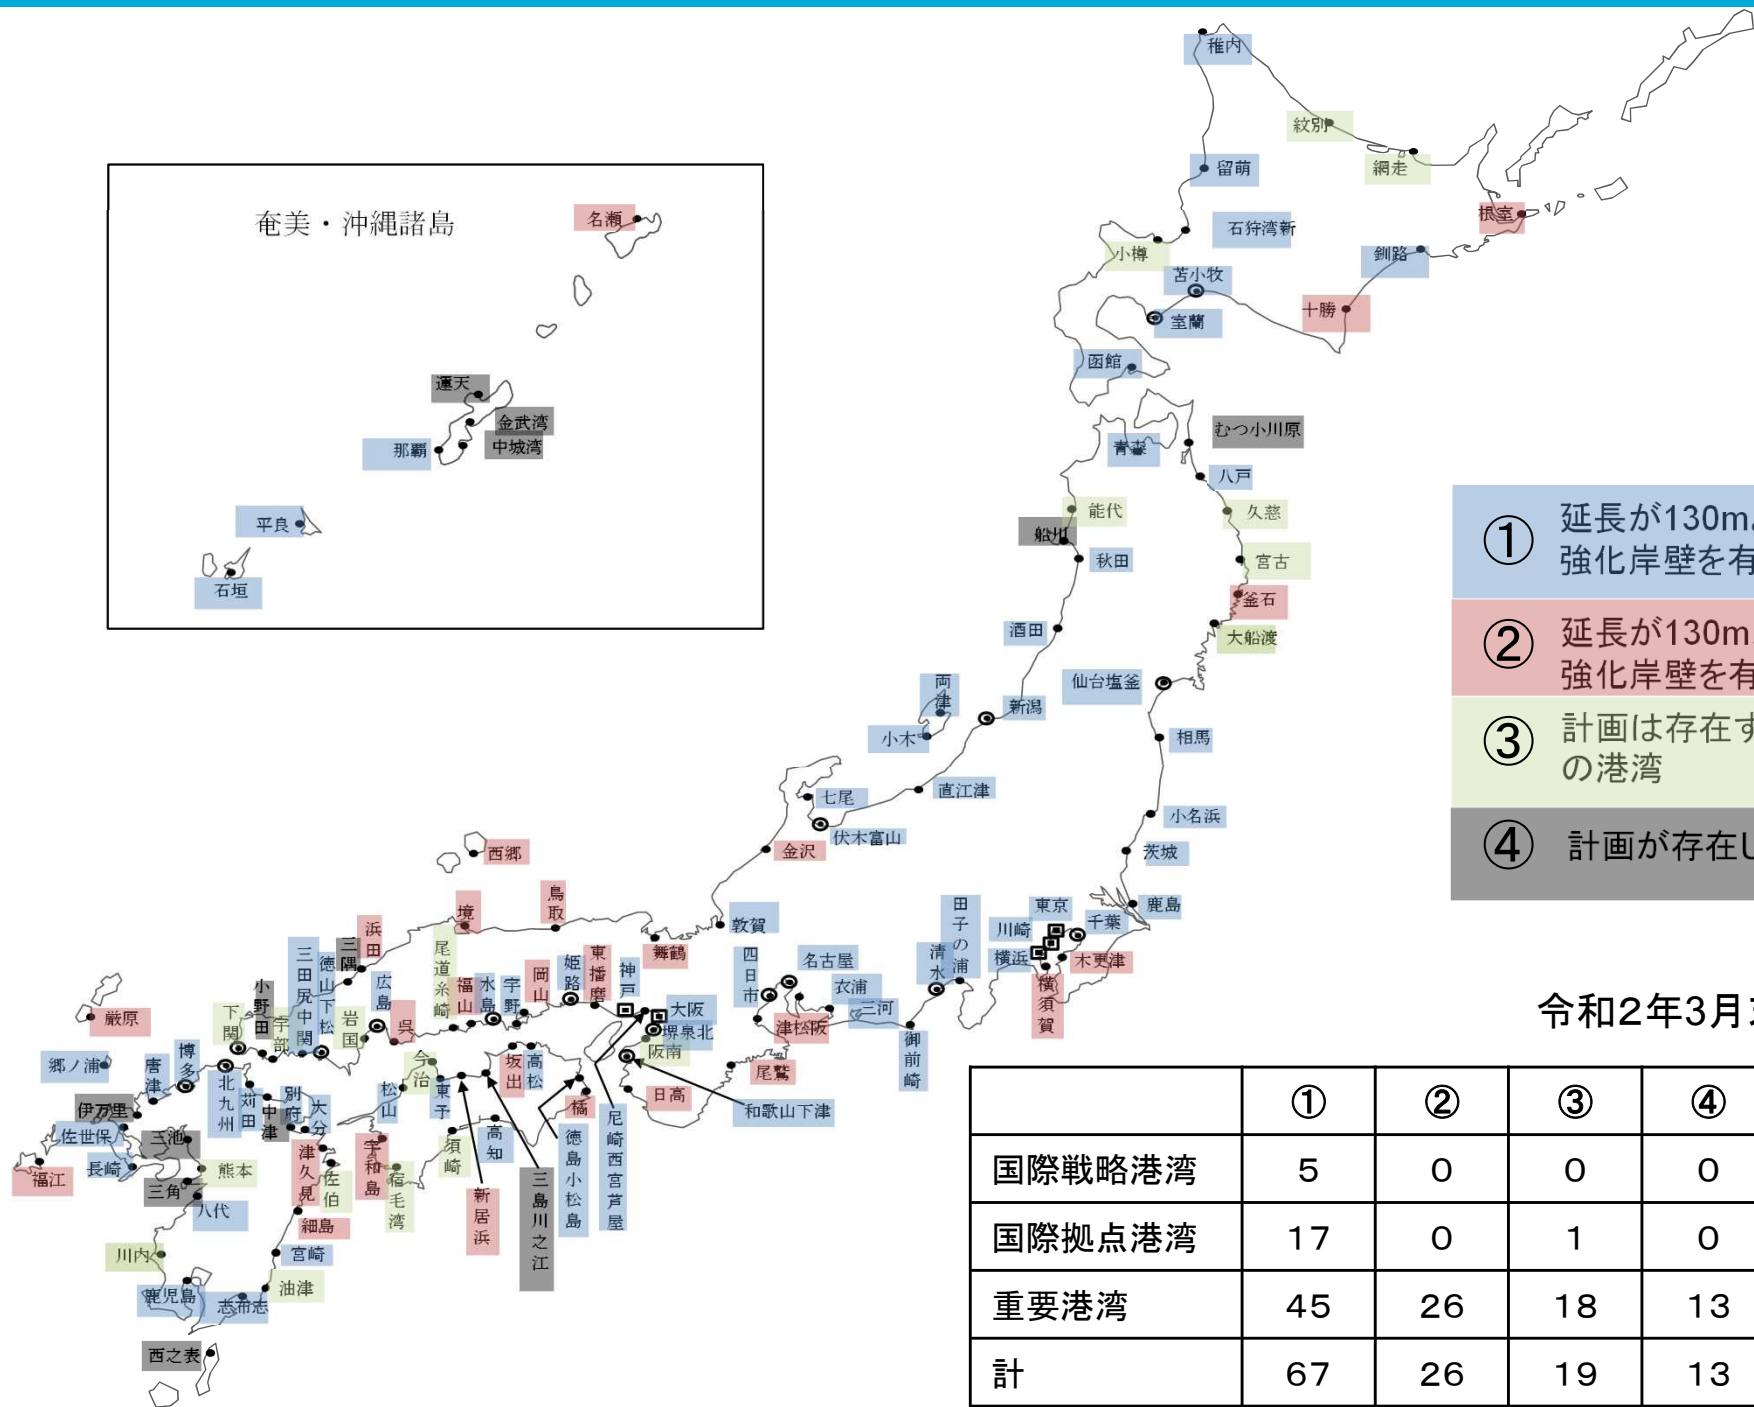 稚内
紋別
網走
留萌
石狩湾新
根室
小樽
釧路
苫小牧
十勝
室蘭
函館
奄美・沖縄諸島
名瀬
運天
金武湾
那覇
中城湾
平良
石垣
むつ小川原
青森
八戸
能代
久慈
船川
秋田
宮古
釜石
酒田
大船渡
仙台塩釜
両津
新潟
小木
相馬
直江津
七尾
伏木富山
小名浜
金沢
茨城
西郷
鹿島
敦賀
舞鶴
鳥取
境
浜田
三隅
田子の浦
東京
川崎
千葉
横浜
木更津
横須賀
清水
御前崎
名古屋
四日市
衣浦
三河
津松阪
尾鷲
日高
和歌山下津
大阪
堺泉北
阪南
神戸
東播磨
姫路
岡山
宇野
水島
福山
尾道糸崎
呉
広島
岩国
徳山下松
三田尻中関
宇部
小野田
下関
厳原
郷ノ浦
博多
唐津
伊万里
佐世保
長崎
福江
北九州
苅田
中津
別府
大分
津久見
佐伯
細島
宮崎
油津
志布志
鹿児島
川内
西之表
三池
熊本
三角
八代
松山
今治
東予
宇和島
宿毛湾
須崎
高知
新居浜
三島川之江
坂出
高松
橘
徳島小松島
尼崎西宮芦屋
① 延長が130m
強化岸壁を有
② 延長が130m
強化岸壁を有
③ 計画は存在す
の港湾
④ 計画が存在し
令和2年3月末
① ② ③ ④
国際戦略港湾 5 0 0 0
国際拠点港湾 17 0 1 0
重要港湾 45 26 18 13
計 67 26 19 13